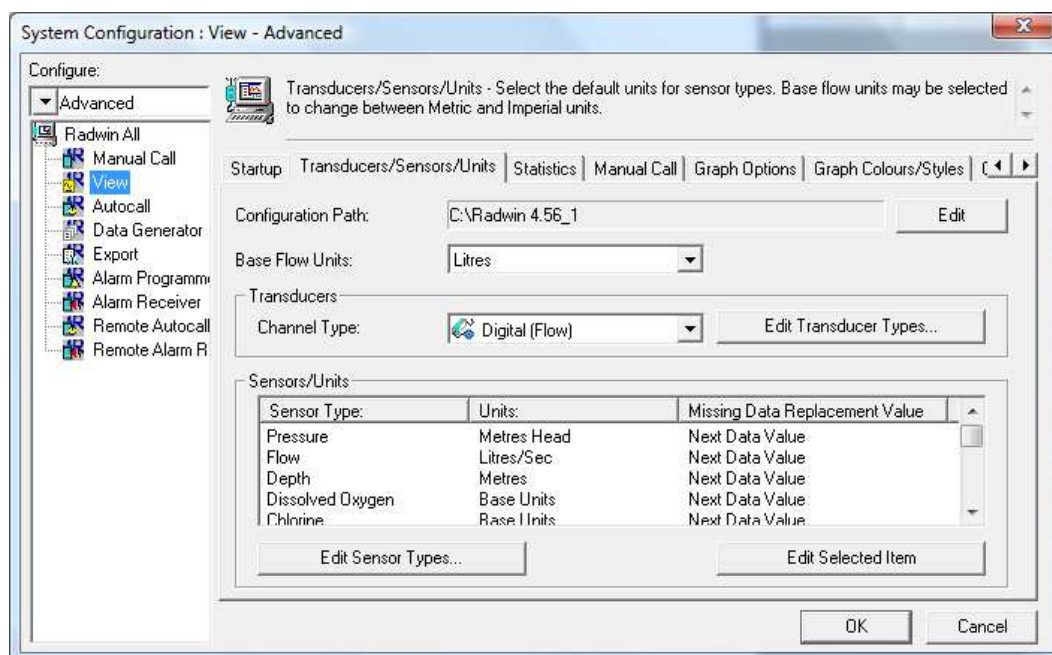 System Configuration : View - Advanced
Configure:
Advanced
Radwin All
Manual Call
View
Autocall
Data Generator
Export
Alarm Programme
Alarm Receiver
Remote Autocall
Remote Alarm R
Transducers/Sensors/Units - Select the default units for sensor types. Base flow units may be selected
to change between Metric and Imperial units.
Startup Transducers/Sensors/Units Statistics Manual Call Graph Options Graph Colours/Styles
Configuration Path: C:\Radwin 4.56_1 Edit
Base Flow Units: Litres
Transducers
Channel Type: Digital (Flow) Edit Transducer Types...
Sensors/Units
Sensor Type: Units: Missing Data Replacement Value
Pressure Metres Head Next Data Value
Flow Litres/Sec Next Data Value
Depth Metres Next Data Value
Dissolved Oxygen Base Units Next Data Value
Chlorine Base Units Next Data Value
Edit Sensor Types... Edit Selected Item
OK Cancel